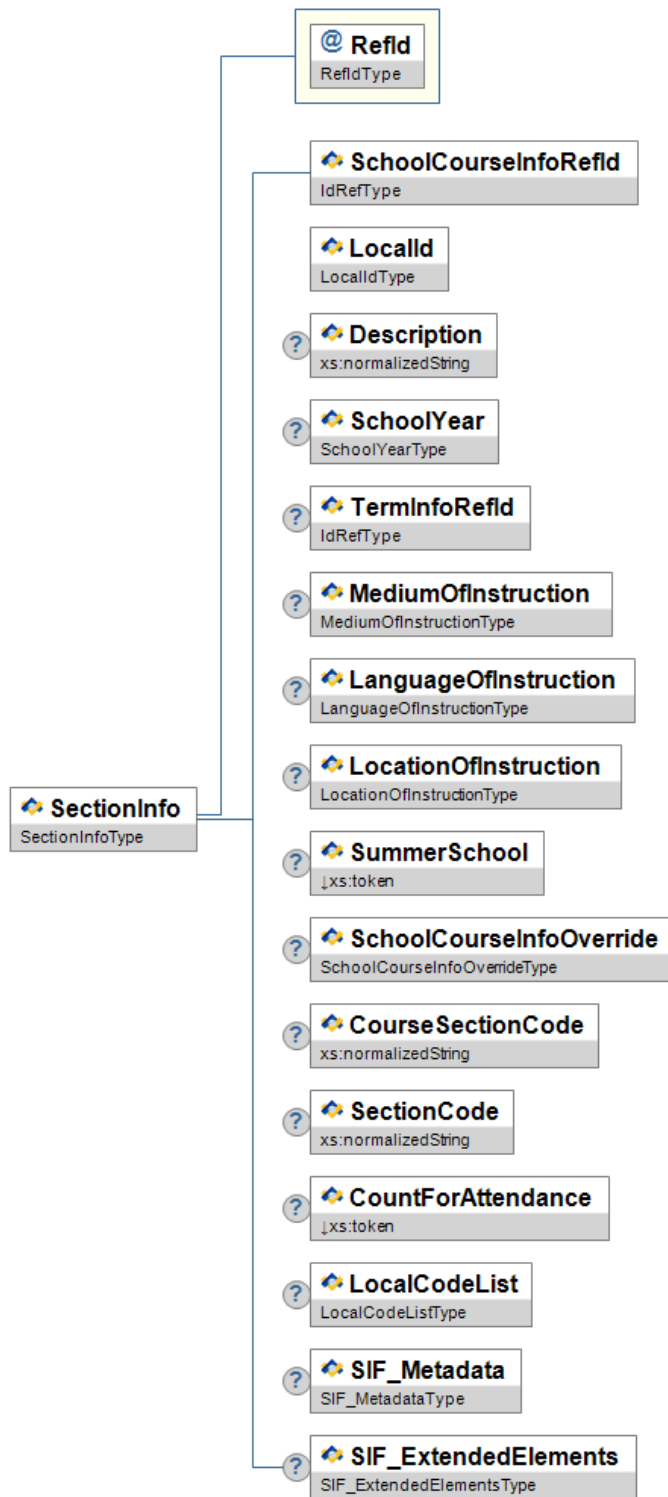 @ RefId
RefIdType
SchoolCourseInfoRefId
IdRefType
LocalId
LocalIdType
? Description
xs:normalizedString
? SchoolYear
SchoolYearType
? TermInfoRefId
IdRefType
? MediumOfInstruction
MediumOfInstructionType
? LanguageOfInstruction
LanguageOfInstructionType
? LocationOfInstruction
LocationOfInstructionType
SectionInfo
SectionInfoType
? SummerSchool
↓xs:token
? SchoolCourseInfoOverride
SchoolCourseInfoOverrideType
? CourseSectionCode
xs:normalizedString
? SectionCode
xs:normalizedString
? CountForAttendance
↓xs:token
? LocalCodeList
LocalCodeListType
? SIF_Metadata
SIF_MetadataType
? SIF_ExtendedElements
SIF_ExtendedElementsType